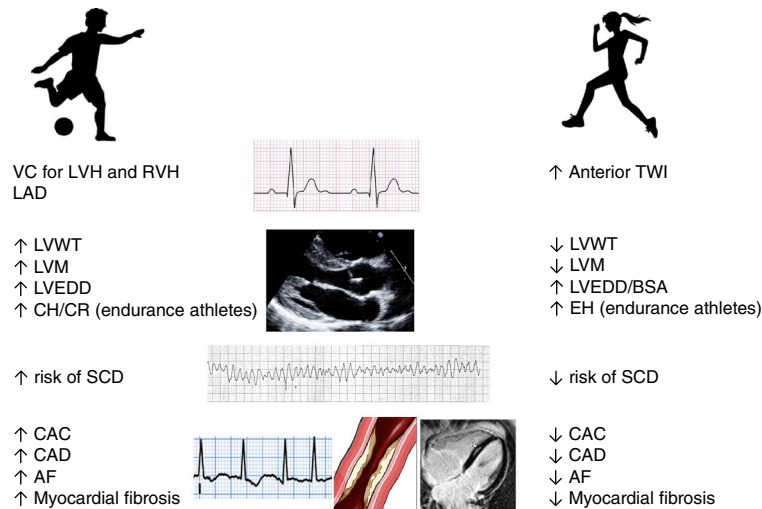 VC for LVH and RVH
LAD
↑ Anterior TWI
↑ LVWT
↑ LVM
↑ LVEDD
↑ CH/CR (endurance athletes)
↓ LVWT
↓ LVM
↑ LVEDD/BSA
↑ EH (endurance athletes)
↑ risk of SCD
↓ risk of SCD
↑ CAC
↑ CAD
↑ AF
↑ Myocardial fibrosis
↓ CAC
↓ CAD
↓ AF
↓ Myocardial fibrosis